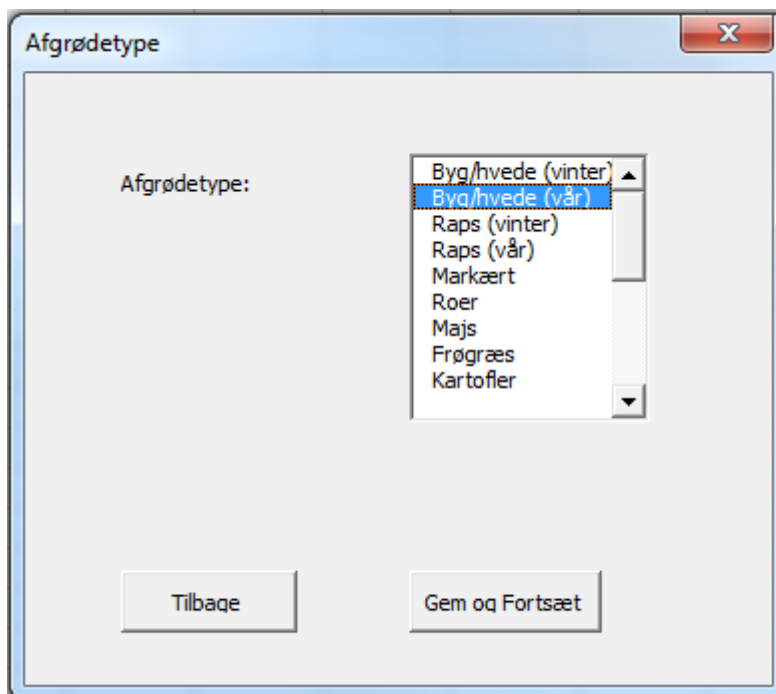 Afgrødetype
Afgrødetype:
Byg/hvede (vinter)
Byg/hvede (vår)
Raps (vinter)
Raps (vår)
Markært
Roer
Majs
Frøgræs
Kartofler
Tilbage
Gem og Fortsæt